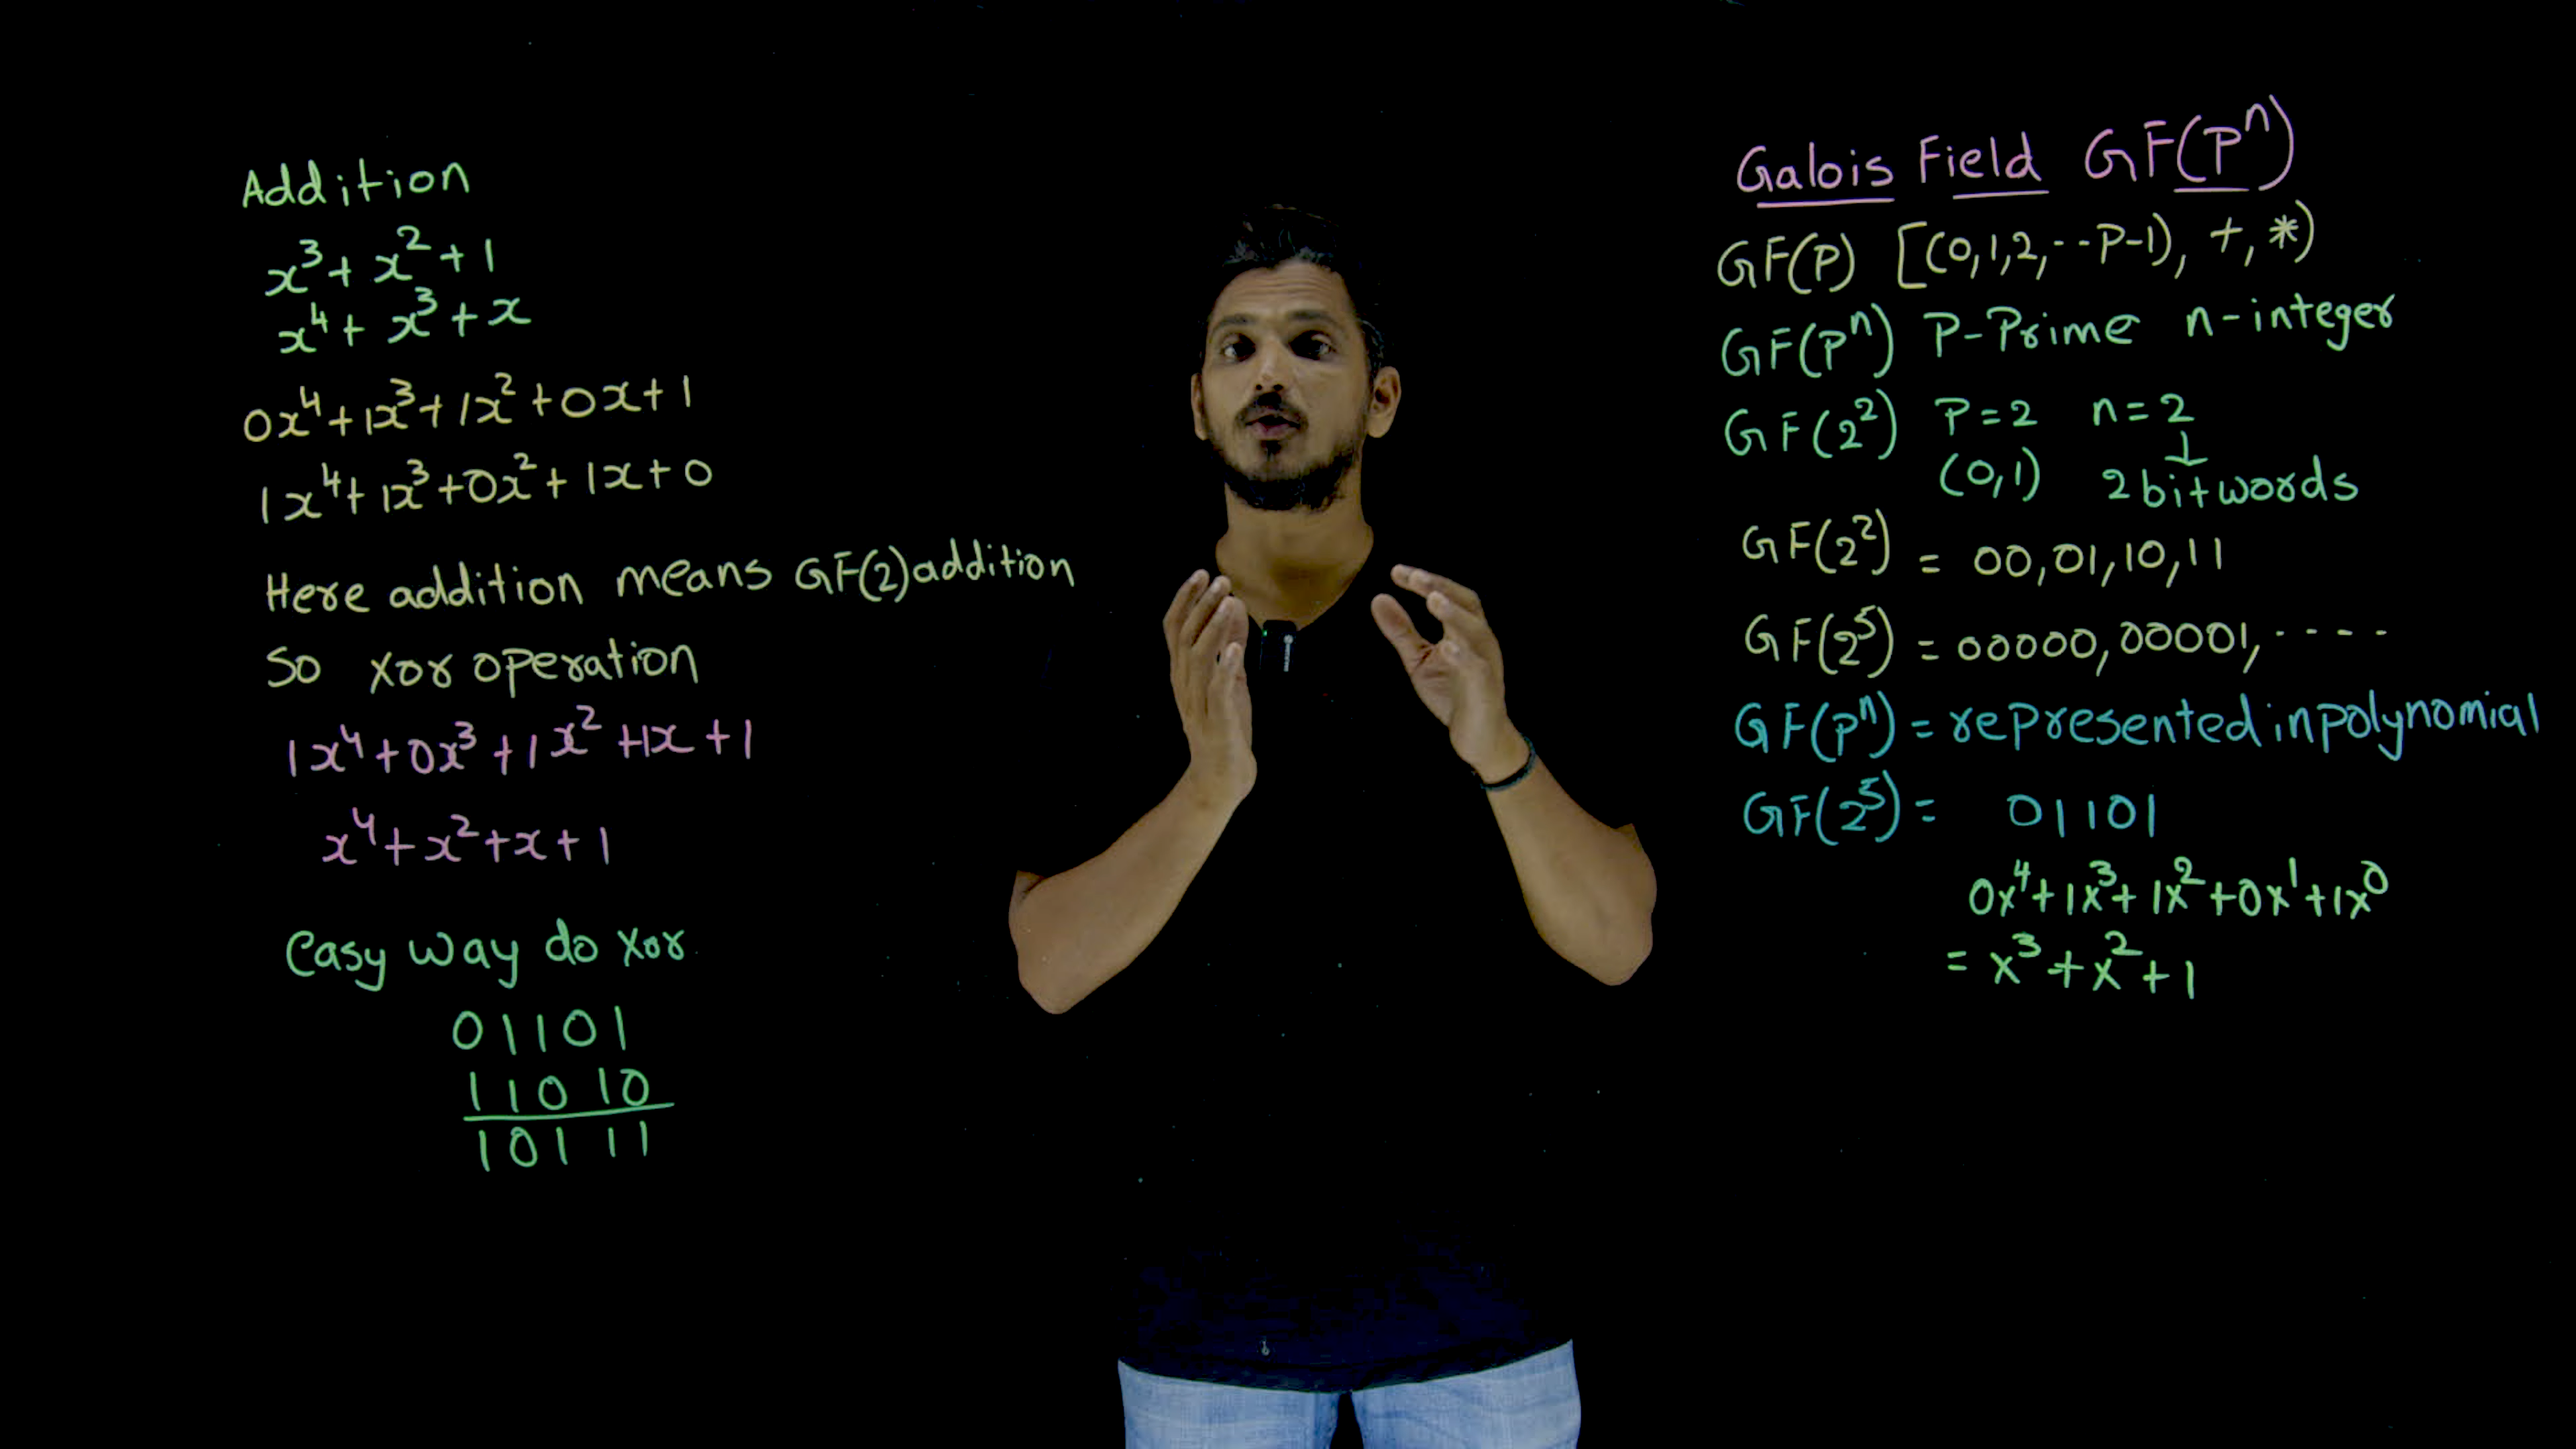 Addition
x³ + x² + 1
x⁴ + x³ + x
0x⁴ + 1x³ + 1x² + 0x + 1
1x⁴ + 1x³ + 0x² + 1x + 0
Here addition means GF(2) addition
So xor operation
1x⁴ + 0x³ + 1x² + 1x + 1
x⁴ + x² + x + 1
Easy way do xor
01101
11010
10111
Galois Field GF(Pⁿ)
GF(P) [(0,1,2,--P-1), +, *)
GF(Pⁿ) P-Prime n-integer
GF(2²) P=2 n=2
↓
(0,1) 2 bit words
GF(2²) = 00,01,10,11
GF(2⁵) = 00000,00001,----
GF(Pⁿ) = represented in polynomial
GF(2⁵) = 01101
0x⁴ + 1x³ + 1x² + 0x¹ + 1x⁰
= x³ + x² + 1